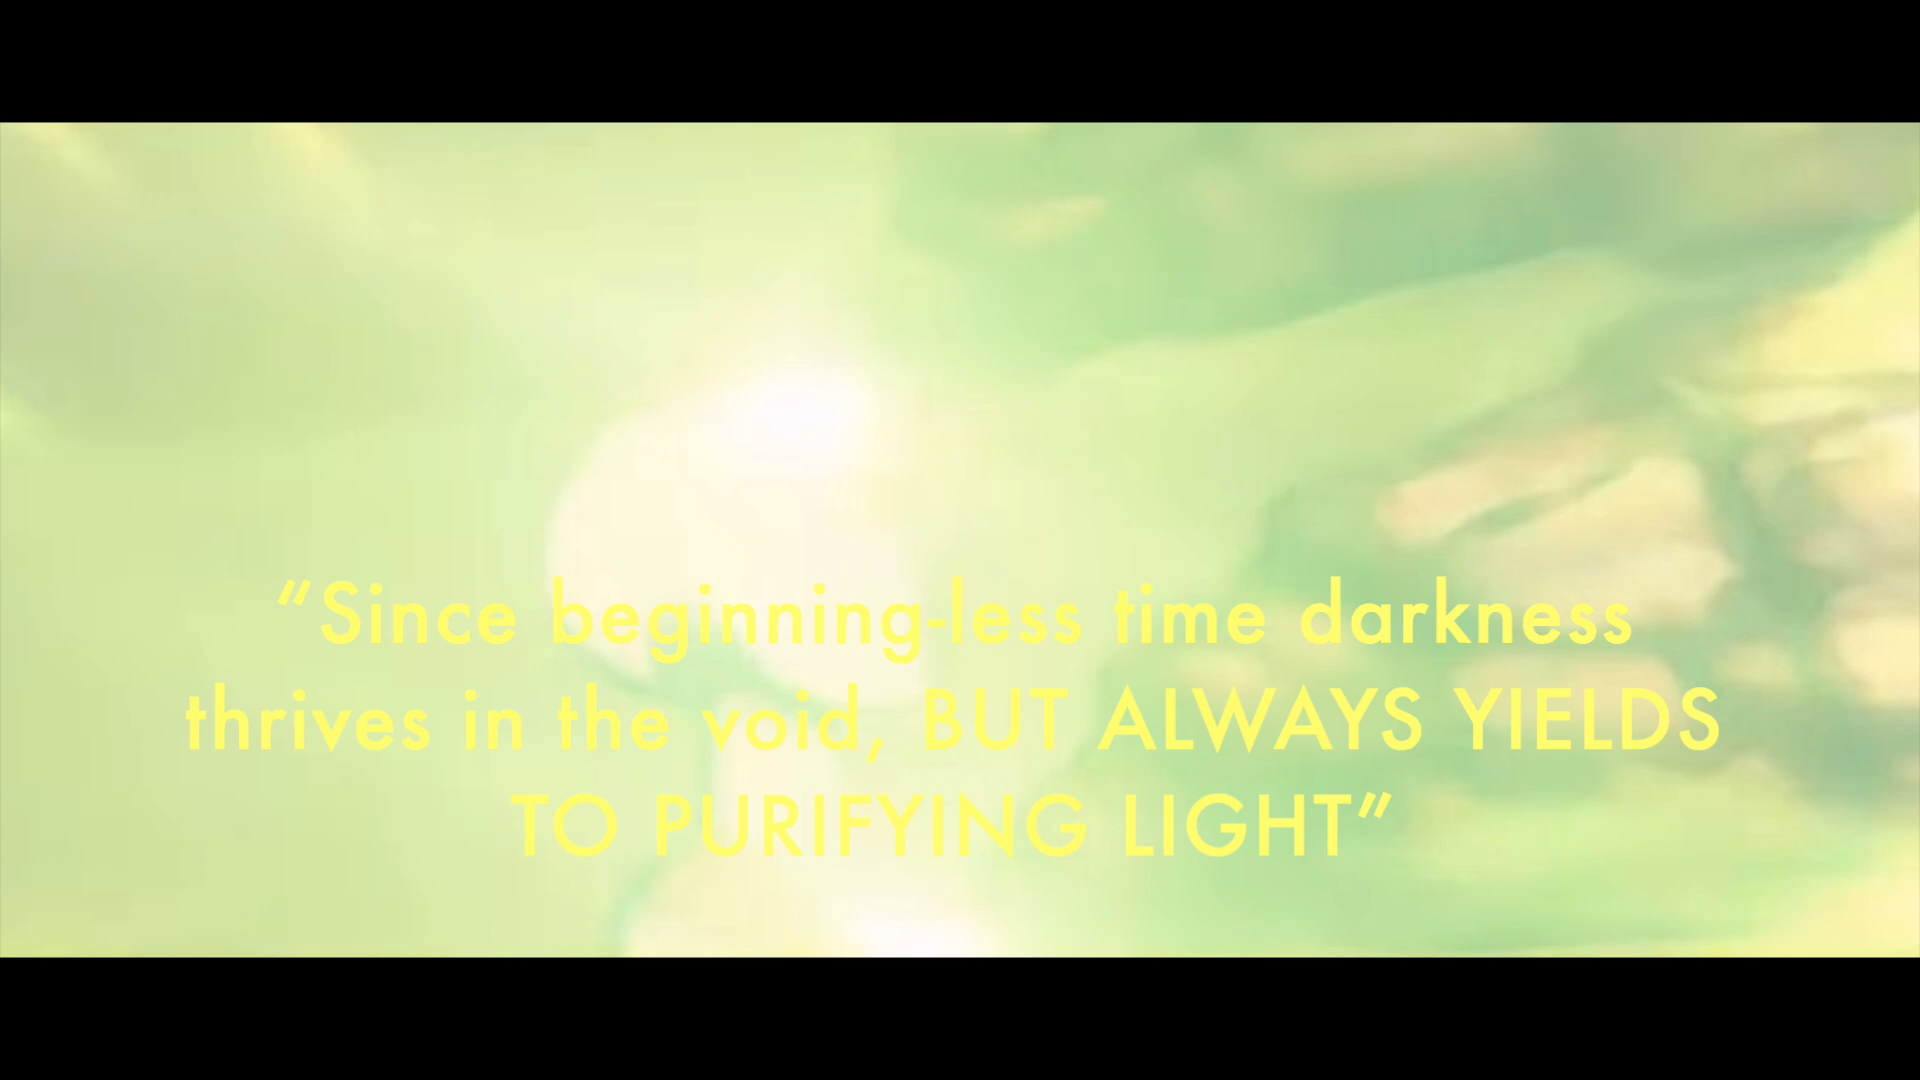 “Since beginning-less time darkness
thrives in the void, BUT ALWAYS YIELDS
TO PURIFYING LIGHT”